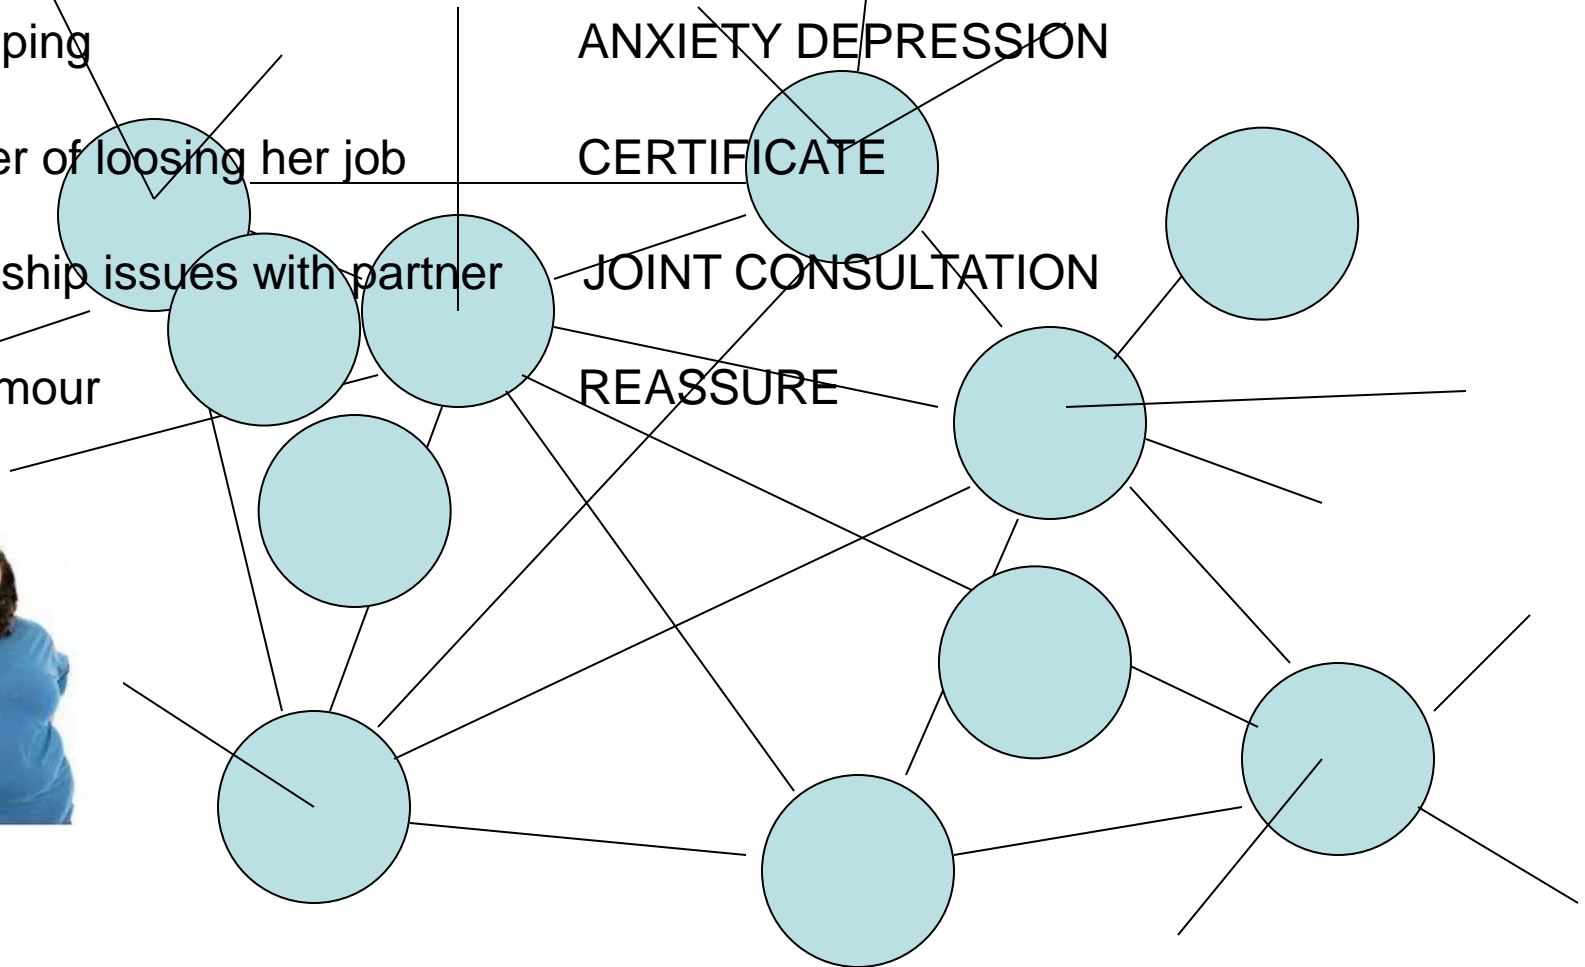 ping ANXIETY DEPRESSION
er of loosing her job CERTIFICATE
ship issues with partner JOINT CONSULTATION
mour REASSURE